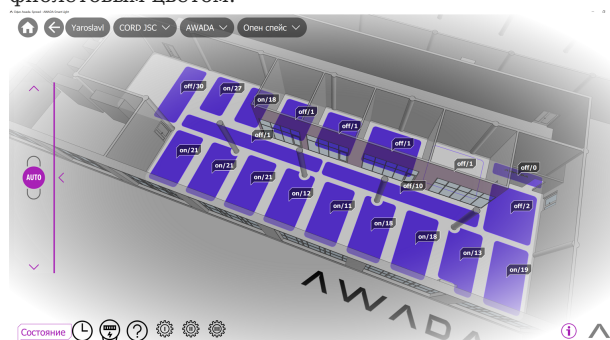 фиолетовым цветом.
Yaroslavl
CORD JSC
AWADA
Опен спейс
off/30
on/27
on/18
off/1
off/1
off/1
off/1
off/1
off/0
on/21
on/21
on/21
on/12
off/10
off/2
on/11
on/18
on/18
on/13
on/19
AUTO
AWADA
Состояние